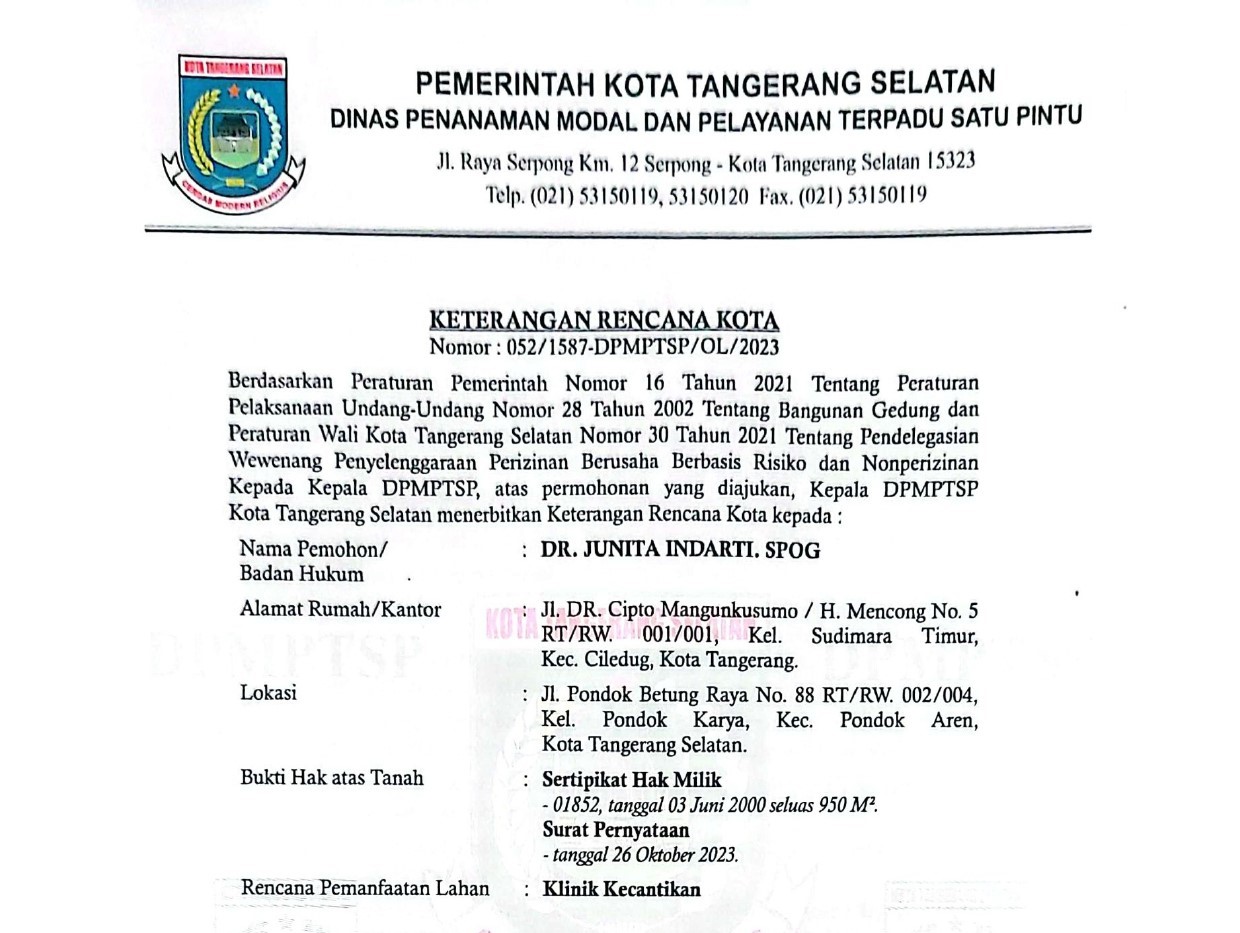 KOTA TANGERANG SELATAN
CERDAS MODERN RELIGIUS
PEMERINTAH KOTA TANGERANG SELATAN
DINAS PENANAMAN MODAL DAN PELAYANAN TERPADU SATU PINTU
Jl. Raya Serpong Km. 12 Serpong - Kota Tangerang Selatan 15323
Telp. (021) 53150119, 53150120 Fax. (021) 53150119
KETERANGAN RENCANA KOTA
Nomor : 052/1587-DPMPTSP/OL/2023
Berdasarkan Peraturan Pemerintah Nomor 16 Tahun 2021 Tentang Peraturan
Pelaksanaan Undang-Undang Nomor 28 Tahun 2002 Tentang Bangunan Gedung dan
Peraturan Wali Kota Tangerang Selatan Nomor 30 Tahun 2021 Tentang Pendelegasian
Wewenang Penyelenggaraan Perizinan Berusaha Berbasis Risiko dan Nonperizinan
Kepada Kepala DPMPTSP, atas permohonan yang diajukan, Kepala DPMPTSP
Kota Tangerang Selatan menerbitkan Keterangan Rencana Kota kepada :
Nama Pemohon/ : DR. JUNITA INDARTI. SPOG
Badan Hukum
Alamat Rumah/Kantor : Jl. DR. Cipto Mangunkusumo / H. Mencong No. 5
RT/RW. 001/001, Kel. Sudimara Timur,
Kec. Ciledug, Kota Tangerang.
KOTA TANGERANG SELATAN
DPMPTSP DPMPTSP
Lokasi : Jl. Pondok Betung Raya No. 88 RT/RW. 002/004,
Kel. Pondok Karya, Kec. Pondok Aren,
Kota Tangerang Selatan.
Bukti Hak atas Tanah : Sertipikat Hak Milik
- 01852, tanggal 03 Juni 2000 seluas 950 M².
Surat Pernyataan
- tanggal 26 Oktober 2023.
Rencana Pemanfaatan Lahan : Klinik Kecantikan